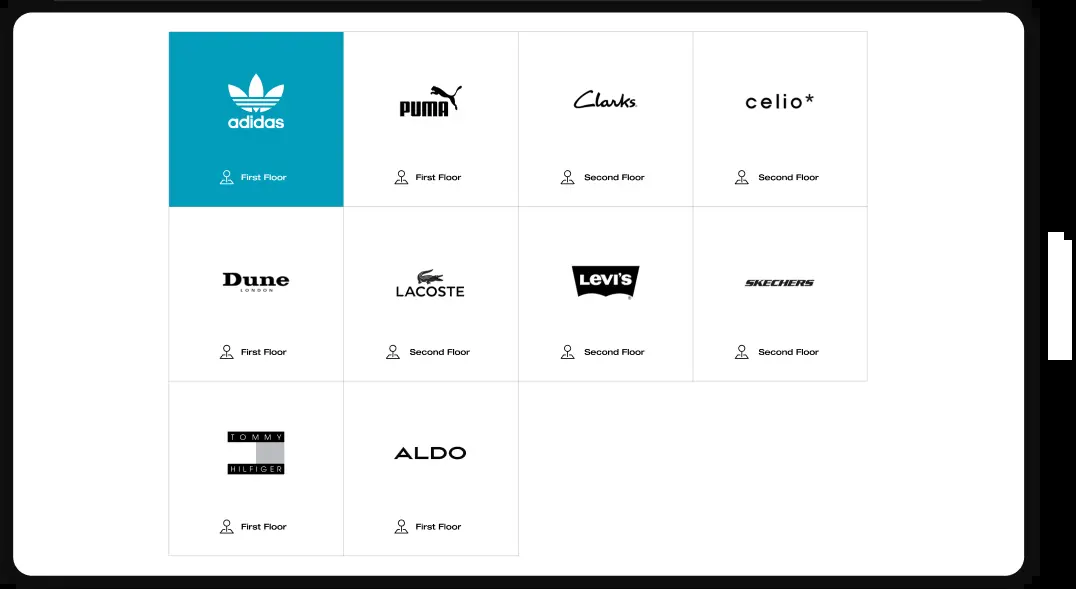 adidas
First Floor
PUMA
First Floor
Clarks
Second Floor
celio*
Second Floor
Dune
LONDON
First Floor
LACOSTE
Second Floor
LEVI'S
Second Floor
SKECHERS
Second Floor
TOMMY
HILFIGER
First Floor
ALDO
First Floor